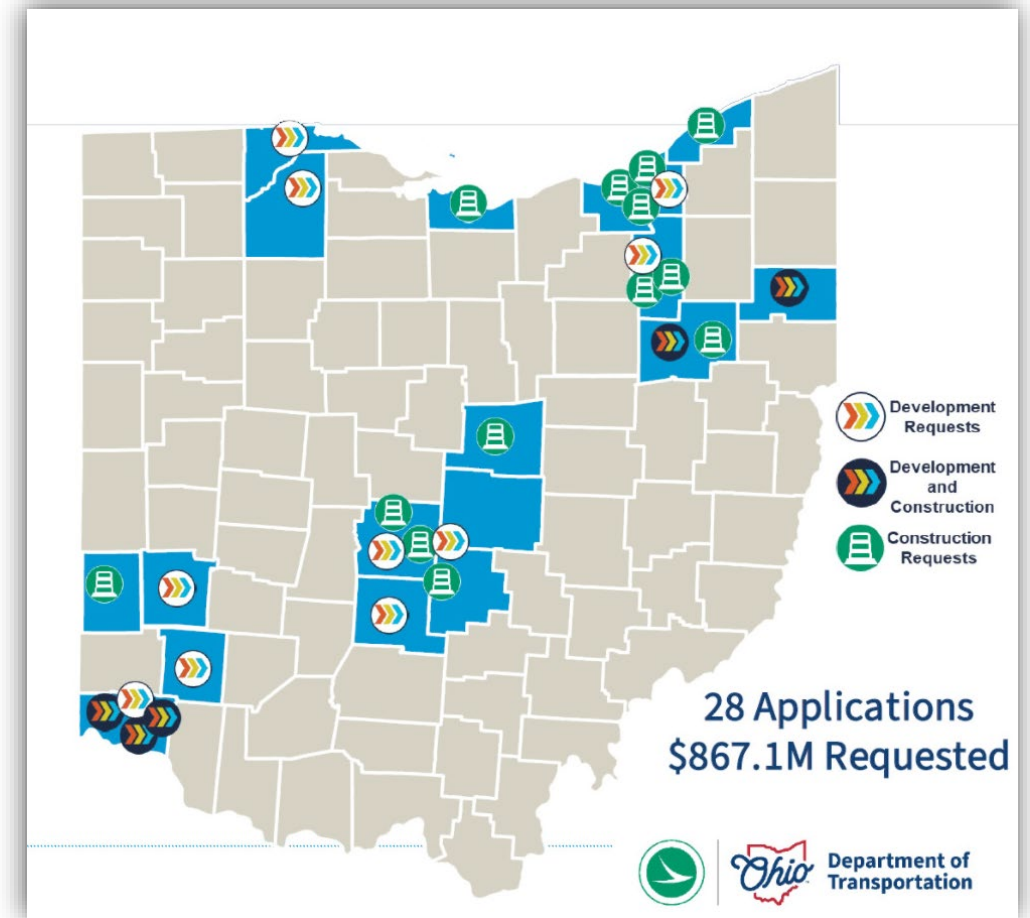 Development
Requests
Development
and
Construction
Construction
Requests
28 Applications
$867.1M Requested
Ohio
Department of
Transportation